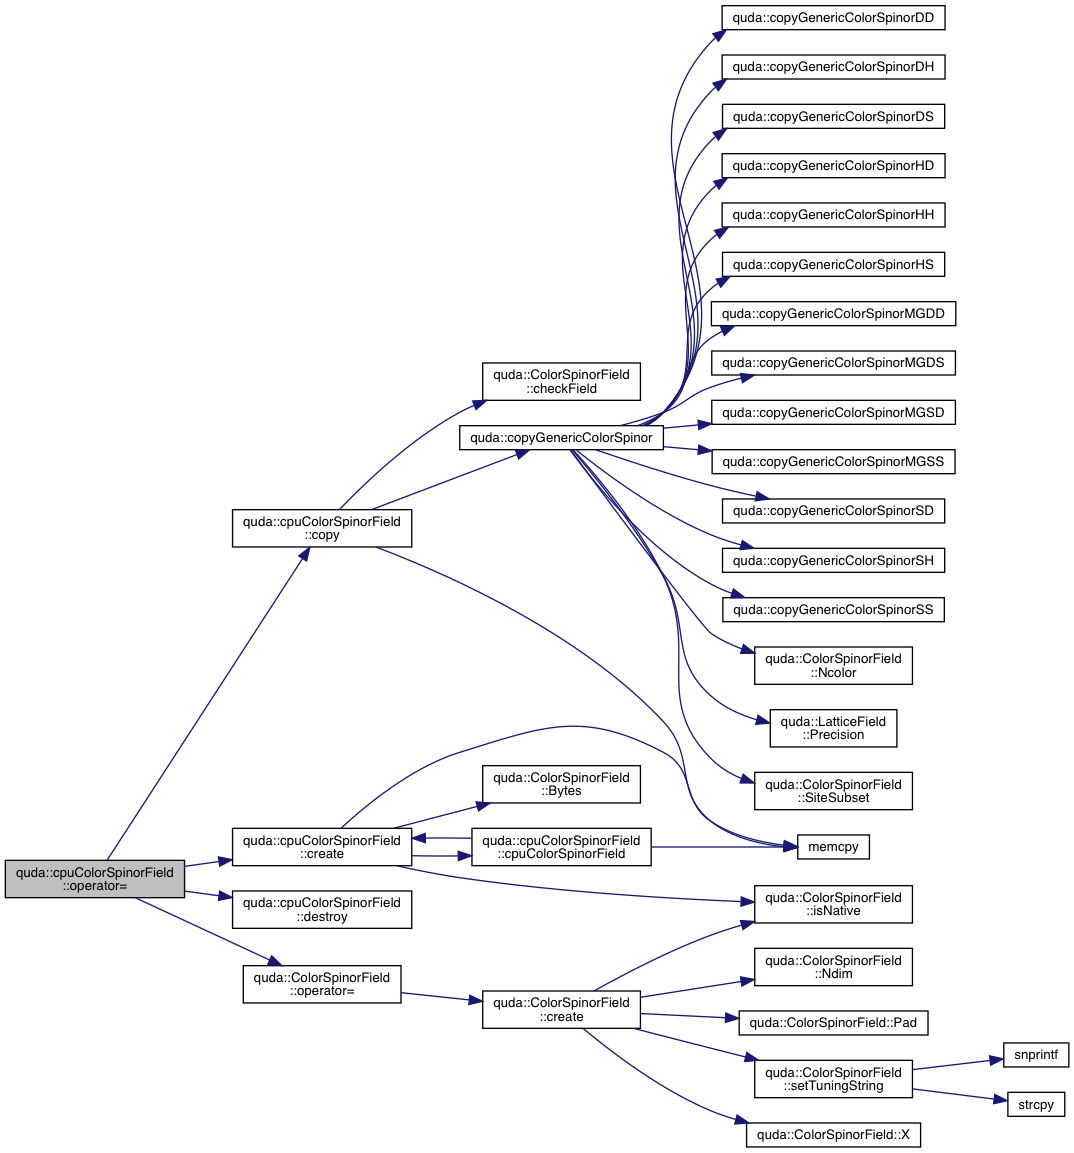 quda::copyGenericColorSpinorDD
quda::copyGenericColorSpinorDH
quda::copyGenericColorSpinorDS
quda::copyGenericColorSpinorHD
quda::copyGenericColorSpinorHH
quda::copyGenericColorSpinorHS
quda::copyGenericColorSpinorMGDD
quda::copyGenericColorSpinorMGDS
quda::ColorSpinorField
::checkField
quda::copyGenericColorSpinorMGSD
quda::copyGenericColorSpinor
quda::copyGenericColorSpinorMGSS
quda::copyGenericColorSpinorSD
quda::cpuColorSpinorField
::copy
quda::copyGenericColorSpinorSH
quda::copyGenericColorSpinorSS
quda::ColorSpinorField
::Ncolor
quda::LatticeField
::Precision
quda::ColorSpinorField
::Bytes
quda::ColorSpinorField
::SiteSubset
quda::cpuColorSpinorField
::create
quda::cpuColorSpinorField
::cpuColorSpinorField
memcpy
quda::cpuColorSpinorField
::operator=
quda::cpuColorSpinorField
::destroy
quda::ColorSpinorField
::isNative
quda::ColorSpinorField
::operator=
quda::ColorSpinorField
::Ndim
quda::ColorSpinorField
::create
quda::ColorSpinorField::Pad
quda::ColorSpinorField
::setTuningString
snprintf
strcpy
quda::ColorSpinorField::X